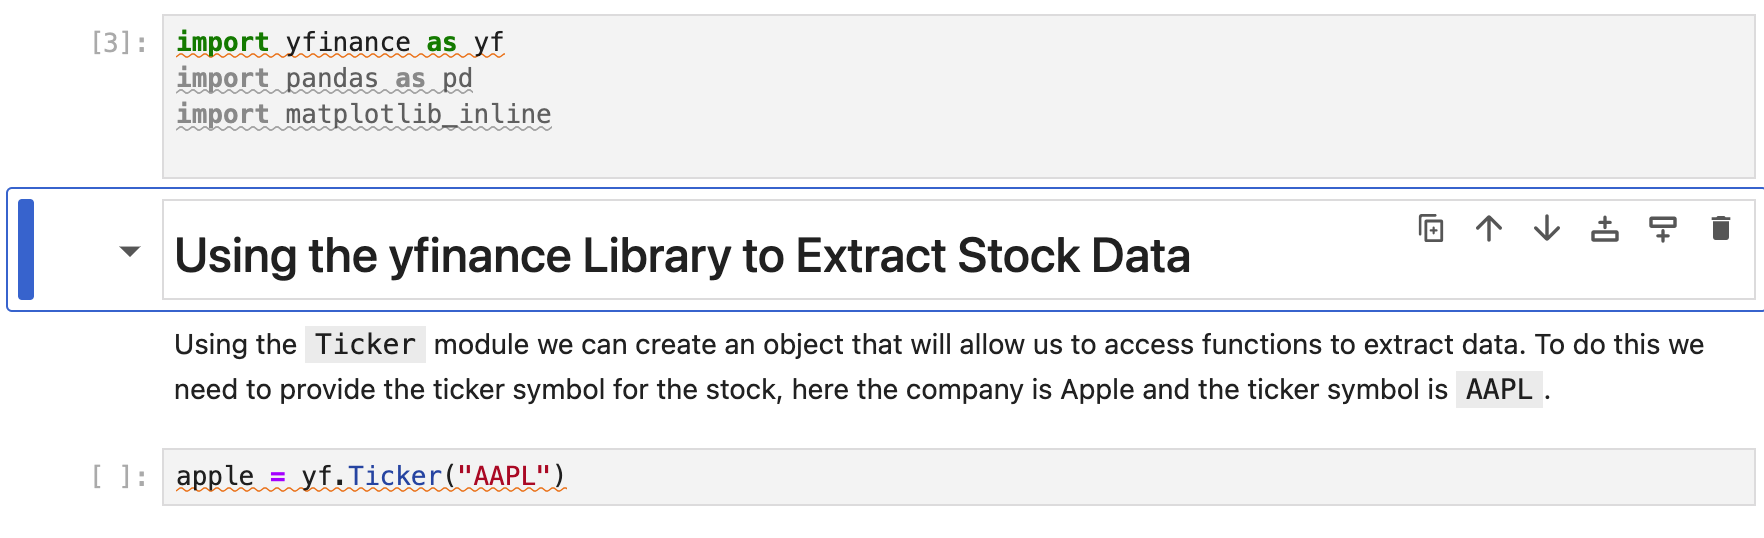 [3]: import yfinance as yf
import pandas as pd
import matplotlib_inline
Using the yfinance Library to Extract Stock Data
Using the Ticker module we can create an object that will allow us to access functions to extract data. To do this we
need to provide the ticker symbol for the stock, here the company is Apple and the ticker symbol is AAPL.
[ ]: apple = yf.Ticker("AAPL")